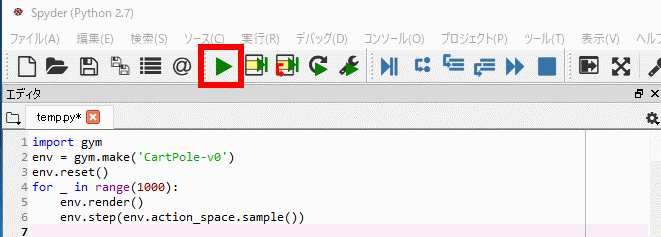 Spyder (Python 2.7)
ファイル(A) 編集(E) 検索(S) ソース(C) 実行(R) デバッグ(D) コンソール(O) プロジェクト(P) ツール(T) 表示(V) ヘルプ
@
エディタ
temp.py*
1 import gym
2 env = gym.make('CartPole-v0')
3 env.reset()
4 for _ in range(1000):
5     env.render()
6     env.step(env.action_space.sample())
7